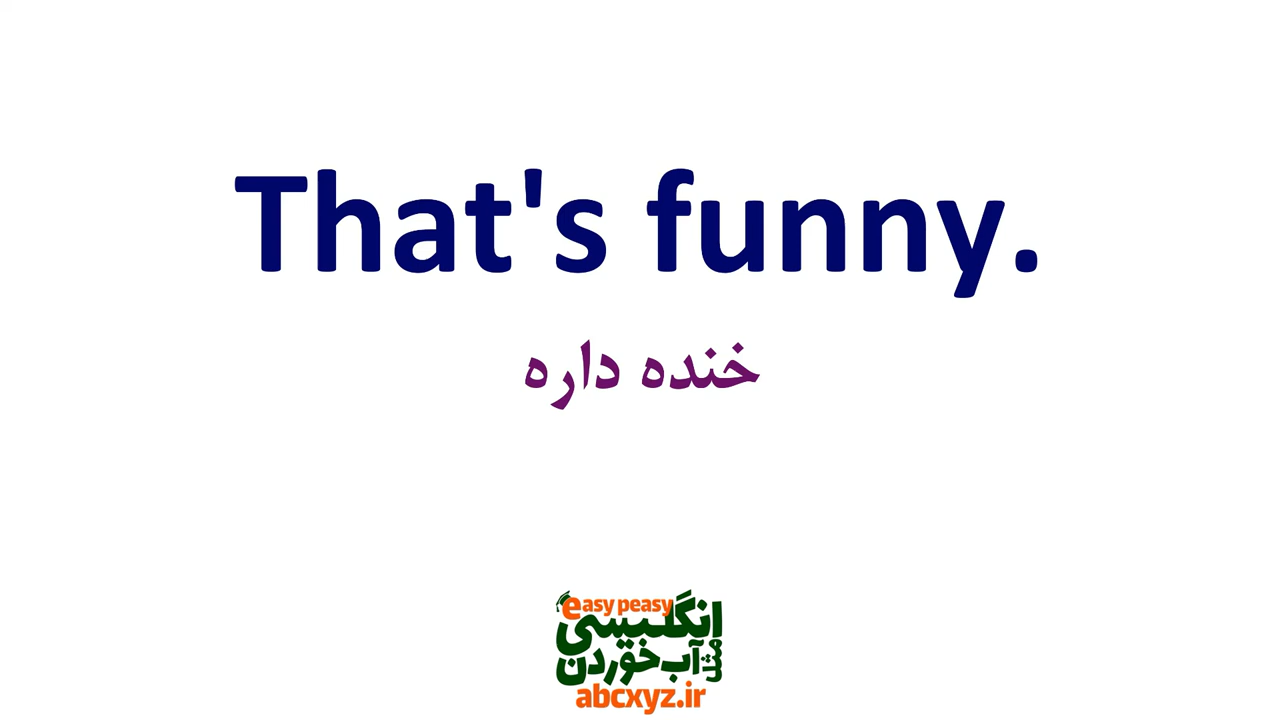 That's funny.
خنده داره
easy peasy
انگلیسی
مثل آب خوردن
abcxyz.ir